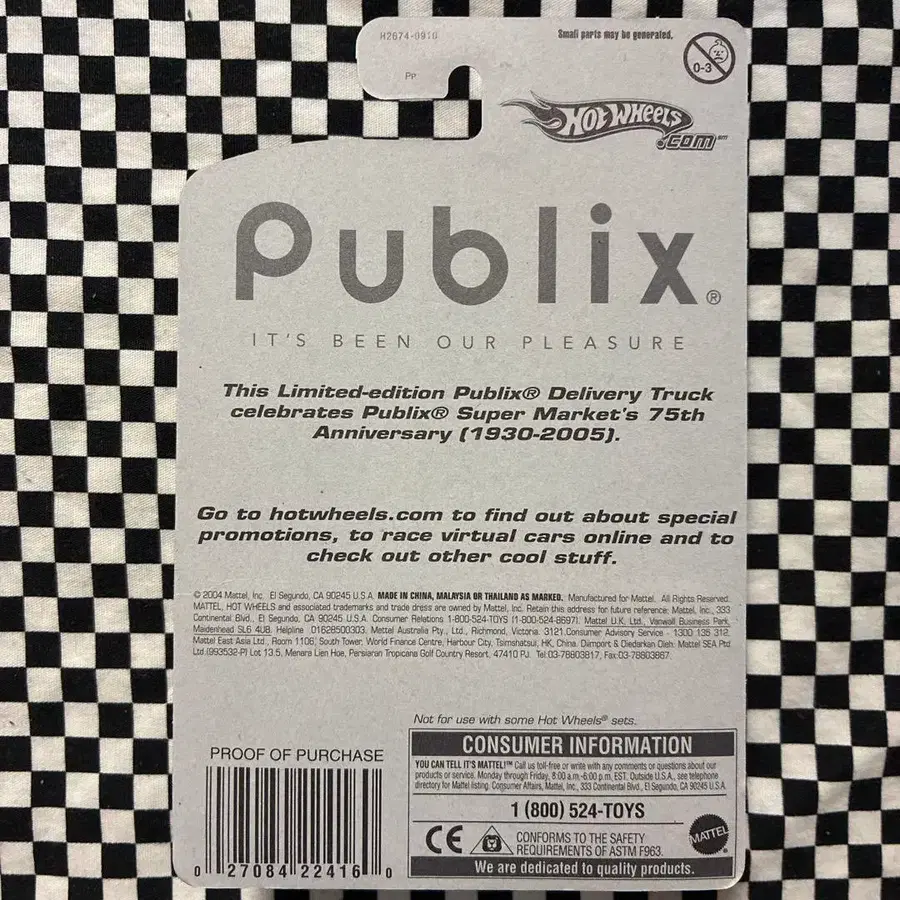 H2674-0910
Small parts may be generated.
Pp
0-3
HOT WHEELS
.COM
Publix®
IT'S BEEN OUR PLEASURE
This Limited-edition Publix® Delivery Truck
celebrates Publix® Super Market's 75th
Anniversary (1930-2005).
Go to hotwheels.com to find out about special
promotions, to race virtual cars online and to
check out other cool stuff.
© 2004 Mattel, Inc. El Segundo, CA 90245 U.S.A. MADE IN CHINA, MALAYSIA OR THAILAND AS MARKED. Manufactured for Mattel. All Rights Reserved.
MATTEL, HOT WHEELS and associated trademarks and trade dress are owned by Mattel, Inc. Retain this address for future reference: Mattel, Inc., 333
Continental Blvd., El Segundo, CA 90245 U.S.A. Consumer Relations 1-800-524-TOYS (1-800-524-8697). Mattel U.K. Ltd., Vanwall Business Park,
Maidenhead SL6 4UB. Helpline 01628500303. Mattel Australia Pty., Ltd., Richmond, Victoria. 3121.Consumer Advisory Service - 1300 135 312.
Mattel East Asia Ltd., Room 1106, South Tower, World Finance Centre, Harbour City, Tsimshatsui, HK, China. Diimport & Diedarkan Oleh: Mattel SEA Ptd
Ltd.(993532-P) Lot 13.5, Menara Lien Hoe, Persiaran Tropicana Golf Country Resort, 47410 PJ. Tel:03-78803817, Fax:03-78803867.
Not for use with some Hot Wheels® sets.
PROOF OF PURCHASE
0 27084 22416 0
CONSUMER INFORMATION
YOU CAN TELL IT'S MATTEL!™ Call us toll-free or write with any comments or questions about our
products or service. Monday through Friday, 8:00 a.m.-6:00 p.m. EST. Outside U.S.A., see telephone
directory for Mattel listing. Consumer Affairs, Mattel, Inc., 333 Continental Blvd., El Segundo, CA 90245 U.S.A.
1 (800) 524-TOYS
CE
CONFORMS TO THE SAFETY
REQUIREMENTS OF ASTM F963.
MATTEL
We are dedicated to quality products.